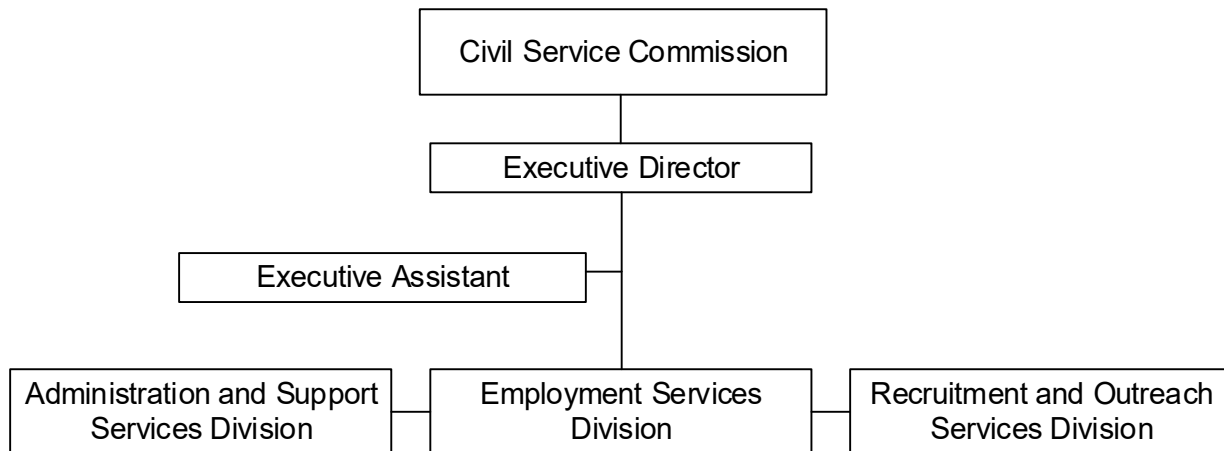 Civil Service Commission
Executive Director
Executive Assistant
Administration and Support
Services Division
Employment Services
Division
Recruitment and Outreach
Services Division